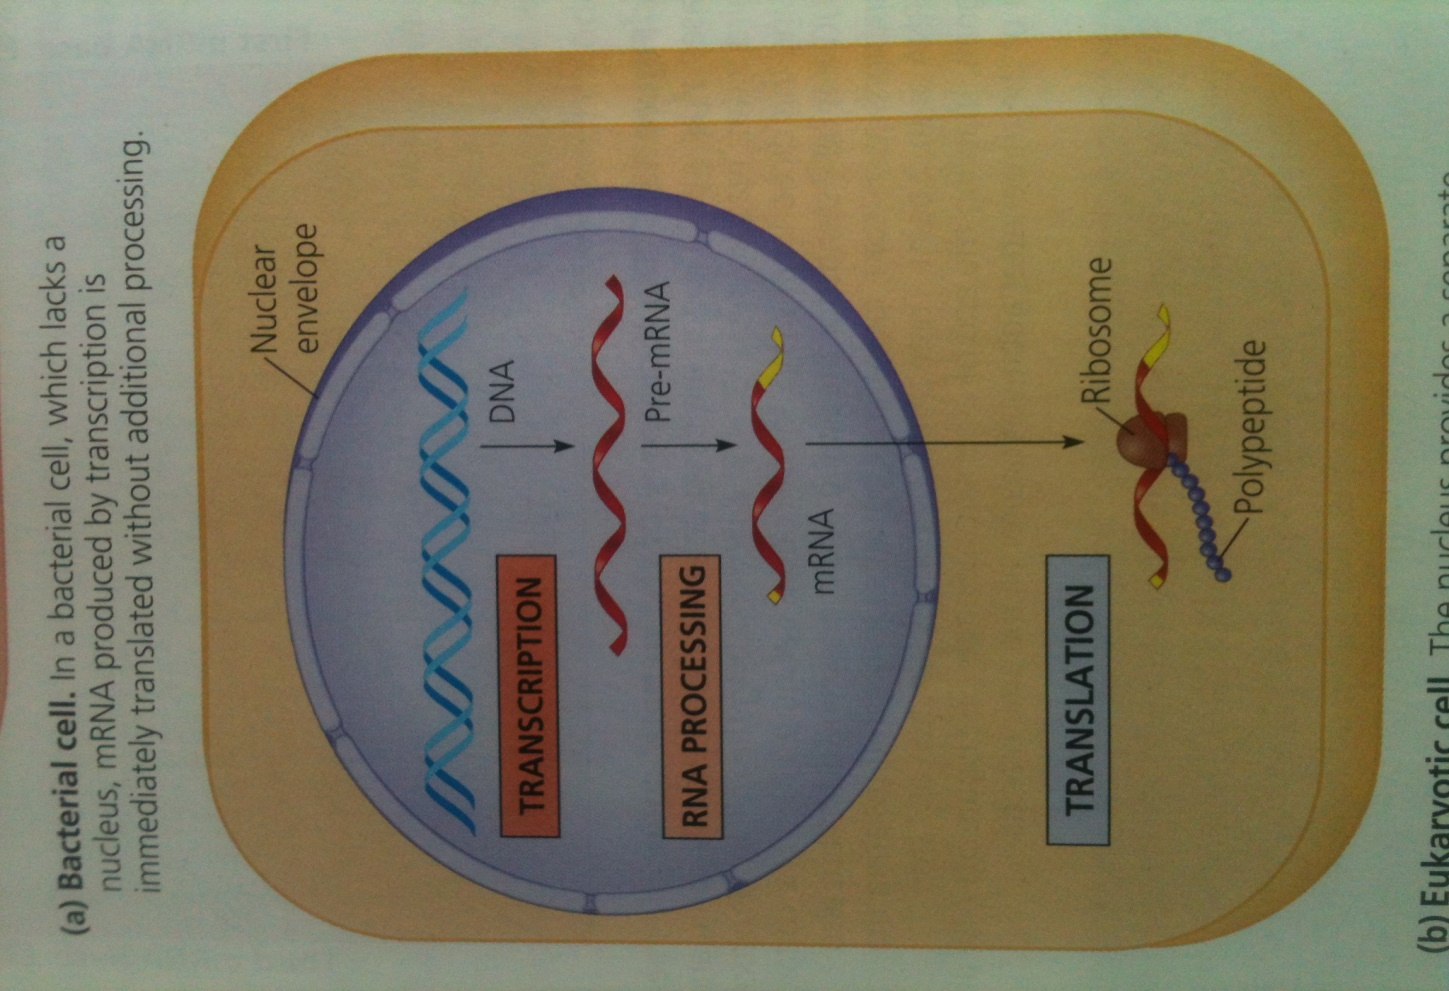 (a) Bacterial cell. In a bacterial cell, which lacks a
nucleus, mRNA produced by transcription is
immediately translated without additional processing.
Nuclear
envelope
DNA
TRANSCRIPTION
Pre-mRNA
RNA PROCESSING
mRNA
Ribosome
TRANSLATION
Polypeptide
(b) Eukaryotic cell. The nucleus provides a separate